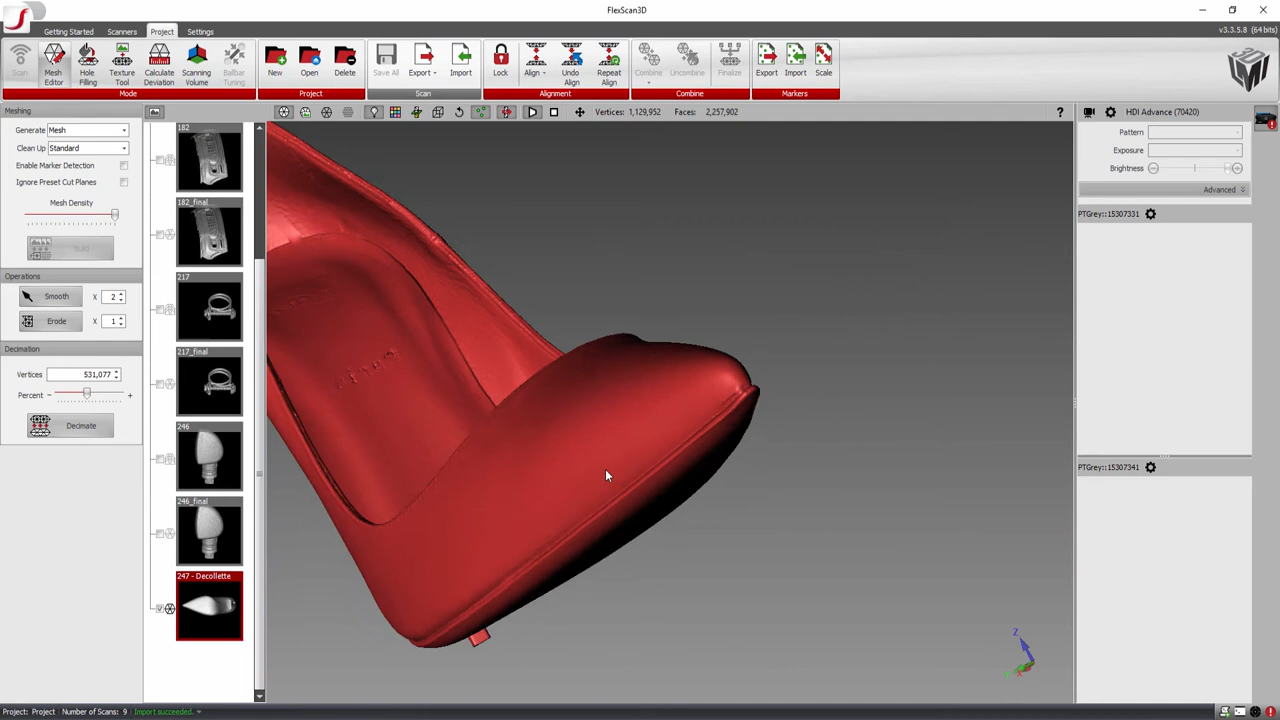 FlexScan3D
Getting Started Scanners Project Settings
v3.3.5.8 (64 bits)
Scan
Mesh Editor
Hole Filling
Texture Tool
Calculate Deviation
Scanning Volume
Ballbar Tuning
New
Open
Delete
Save All
Export
Import
Lock
Align
Undo Align
Repeat Align
Combine
Uncombine
Finalize
Export
Import
Scale
Mode Project Scan Alignment Combine Markers
Meshing
Vertices: 1,129,952 Faces: 2,257,902
?
HDI Advance (70420)
Generate Mesh
Clean Up Standard
Enable Marker Detection
Ignore Preset Cut Planes
Mesh Density
Build
Operations
Smooth X 2
Erode X 1
Decimation
Vertices 531,077
Percent - +
Decimate
182
182_final
217
217_final
246
246_final
247 - Decollette
Pattern
Exposure
Brightness
Advanced
PTGrey::15307331
PTGrey::15307341
Z
Project: Project Number of Scans: 9 Import succeeded.